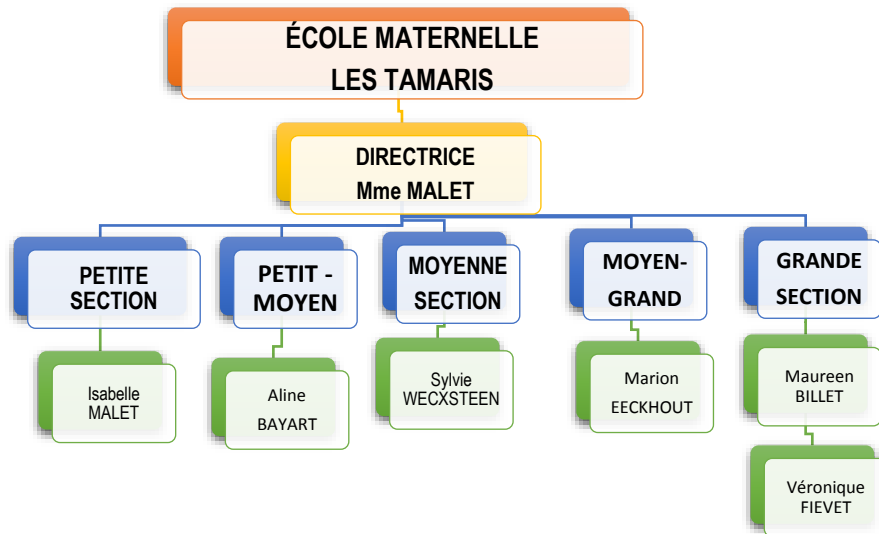 ÉCOLE MATERNELLE
LES TAMARIS
DIRECTRICE
Mme MALET
PETITE
SECTION
PETIT -
MOYEN
MOYENNE
SECTION
MOYEN-
GRAND
GRANDE
SECTION
Isabelle
MALET
Aline
BAYART
Sylvie
WECXSTEEN
Marion
EECKHOUT
Maureen
BILLET
Véronique
FIEVET